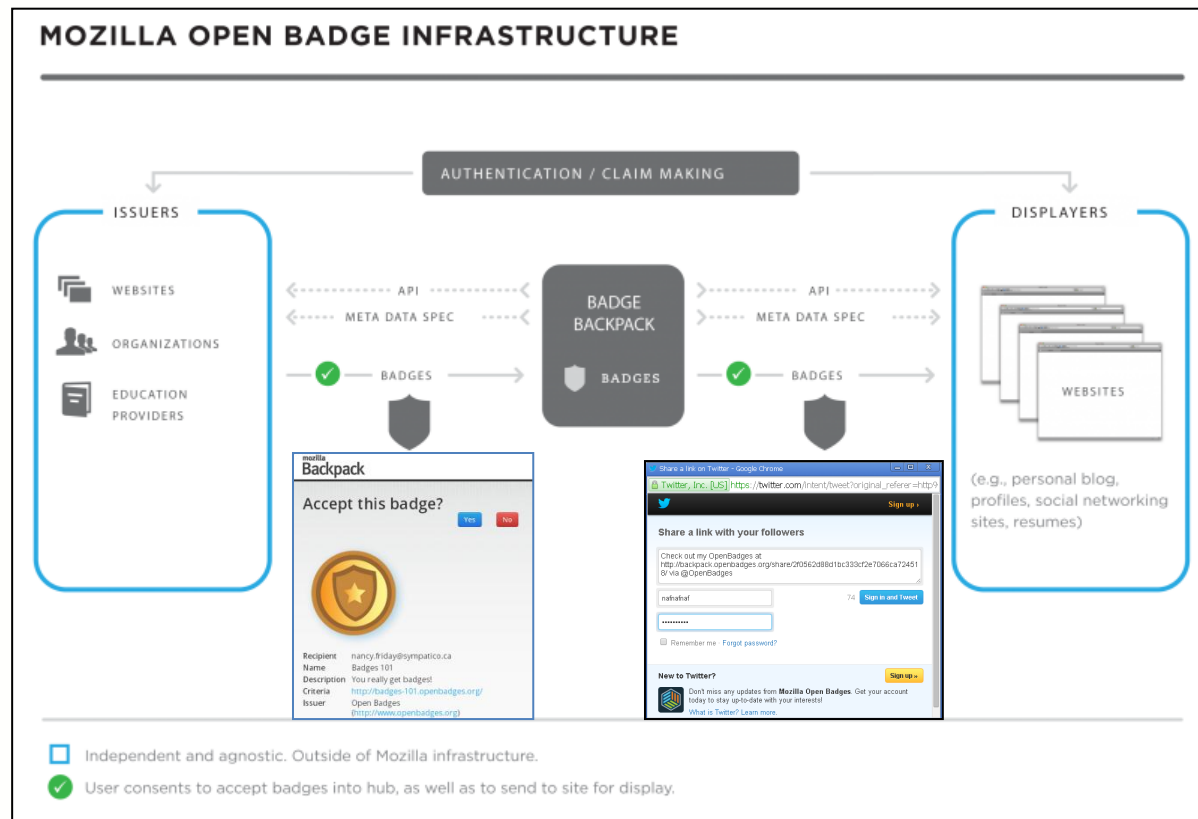 MOZILLA OPEN BADGE INFRASTRUCTURE
AUTHENTICATION / CLAIM MAKING
ISSUERS
WEBSITES
ORGANIZATIONS
EDUCATION
PROVIDERS
API
META DATA SPEC
BADGES
BADGE
BACKPACK
BADGES
API
META DATA SPEC
BADGES
DISPLAYERS
WEBSITES
(e.g., personal blog,
profiles, social networking
sites, resumes)
mozilla
Backpack
Accept this badge?
Yes No
Recipient nancy.friday@sympatico.ca
Name Badges 101
Description You really get badges!
Criteria http://badges-101.openbadges.org/
Issuer Open Badges
(http://www.openbadges.org)
Share a link on Twitter - Google Chrome
Twitter, Inc. [US] https://twitter.com/intent/tweet?original_referer=http
Sign up ›
Share a link with your followers
Check out my OpenBadges at
http://backpack.openbadges.org/share/2f0562d88d1bc333cf2e7066ca72451
8/ via @OpenBadges
nafnafnaf
74 Sign in and Tweet
••••••••••
Remember me · Forgot password?
New to Twitter?
Sign up »
Don't miss any updates from Mozilla Open Badges. Get your account
today to stay up-to-date with your interests!
What is Twitter? Learn more.
Independent and agnostic. Outside of Mozilla infrastructure.
User consents to accept badges into hub, as well as to send to site for display.